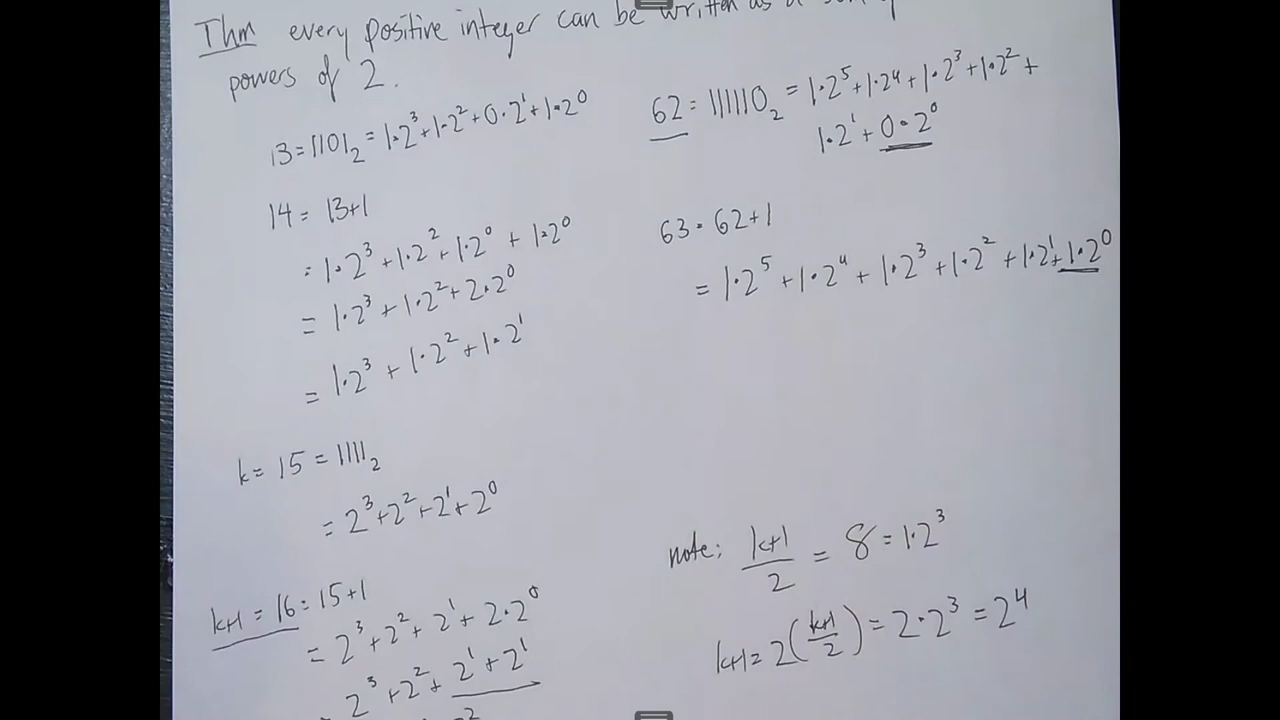 Thm every positive integer can be written as a
powers of 2.
13 = 1101₂ = 1·2³ + 1·2² + 0·2¹ + 1·2⁰
14 = 13+1
= 1·2³ + 1·2² + 1·2⁰ + 1·2⁰
= 1·2³ + 1·2² + 2·2⁰
= 1·2³ + 1·2² + 1·2¹
k = 15 = 1111₂
= 2³+2²+2¹+2⁰
k+1 = 16 = 15+1
= 2³+2²+2¹+2·2⁰
= 2³+2²+2¹+2¹
2
62 = 111110₂ = 1·2⁵ + 1·2⁴ + 1·2³ + 1·2² +
1·2¹ + 0·2⁰
63 = 62+1
= 1·2⁵ + 1·2⁴ + 1·2³ + 1·2² + 1·2¹ + 1·2⁰
note: k+1/2 = 8 = 1·2³
k+1 = 2(k+1/2) = 2·2³ = 2⁴